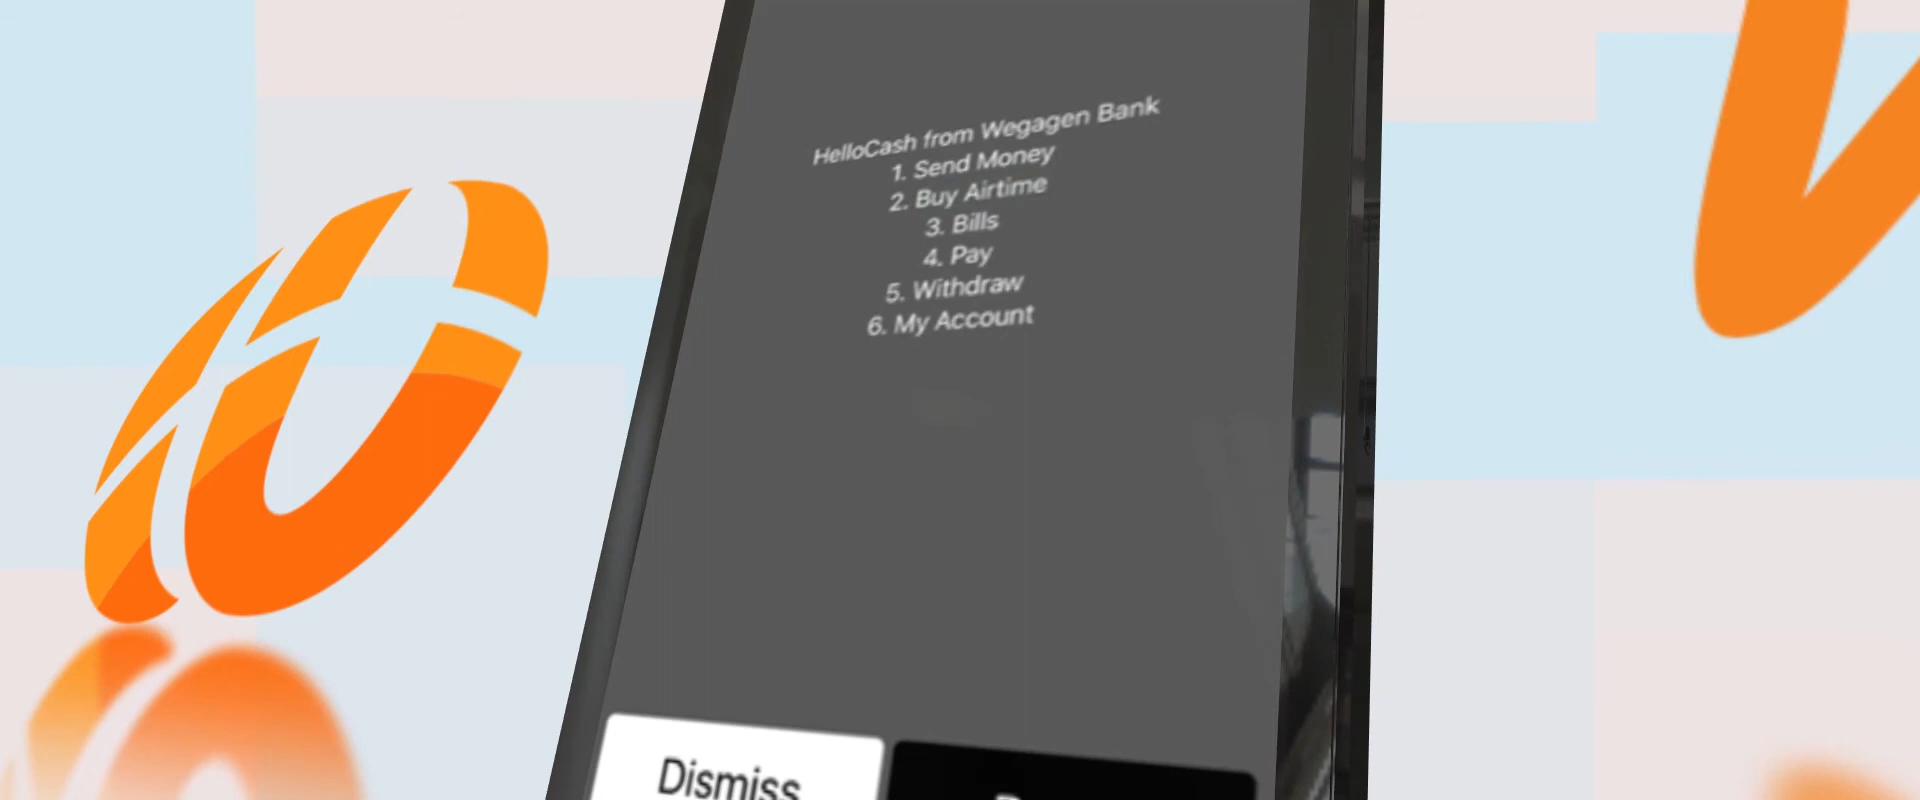 HelloCash from Wegagen Bank
1. Send Money
2. Buy Airtime
3. Bills
4. Pay
5. Withdraw
6. My Account
Dismiss